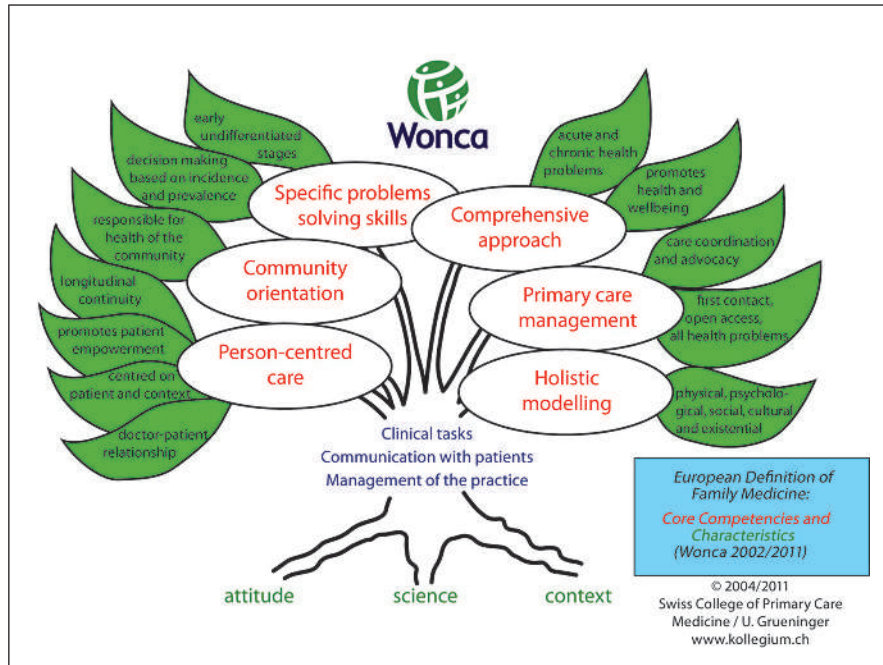 Wonca
early
undifferentiated
stages
decision making
based on incidence
and prevalence
responsible for
health of the
community
longitudinal
continuity
promotes patient
empowerment
centred on
patient and context
doctor-patient
relationship
Specific problems
solving skills
Community
orientation
Person-centred
care
Comprehensive
approach
Primary care
management
Holistic
modelling
acute and
chronic health
problems
promotes
health and
wellbeing
care coordination
and advocacy
first contact,
open access,
all health problems
physical, psycholo-
gical, social, cultural
and existential
Clinical tasks
Communication with patients
Management of the practice
attitude
science
context
European Definition of
Family Medicine:
Core Competencies and
Characteristics
(Wonca 2002/2011)
© 2004/2011
Swiss College of Primary Care
Medicine / U. Grueninger
www.kollegium.ch